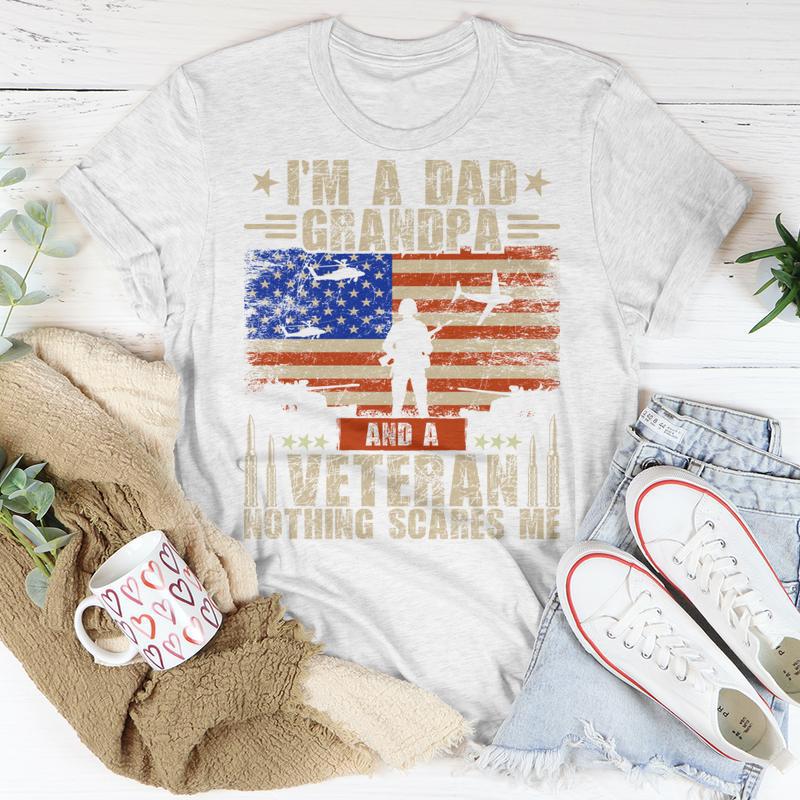 I'M A DAD
GRANDPA
AND A
VETERAN
NOTHING SCARES ME